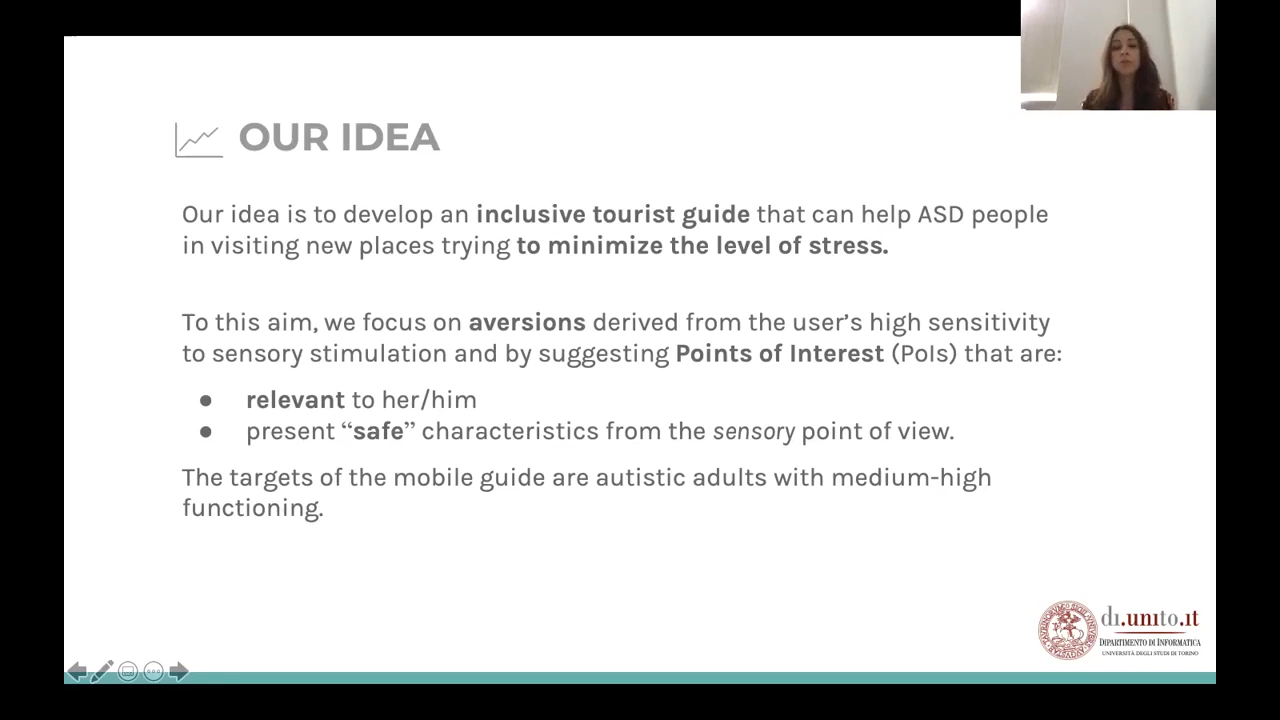 OUR IDEA
Our idea is to develop an inclusive tourist guide that can help ASD people
in visiting new places trying to minimize the level of stress.
To this aim, we focus on aversions derived from the user’s high sensitivity
to sensory stimulation and by suggesting Points of Interest (PoIs) that are:
● relevant to her/him
● present “safe” characteristics from the sensory point of view.
The targets of the mobile guide are autistic adults with medium-high
functioning.
di.unito.it
DIPARTIMENTO DI INFORMATICA
UNIVERSITÀ DEGLI STUDI DI TORINO